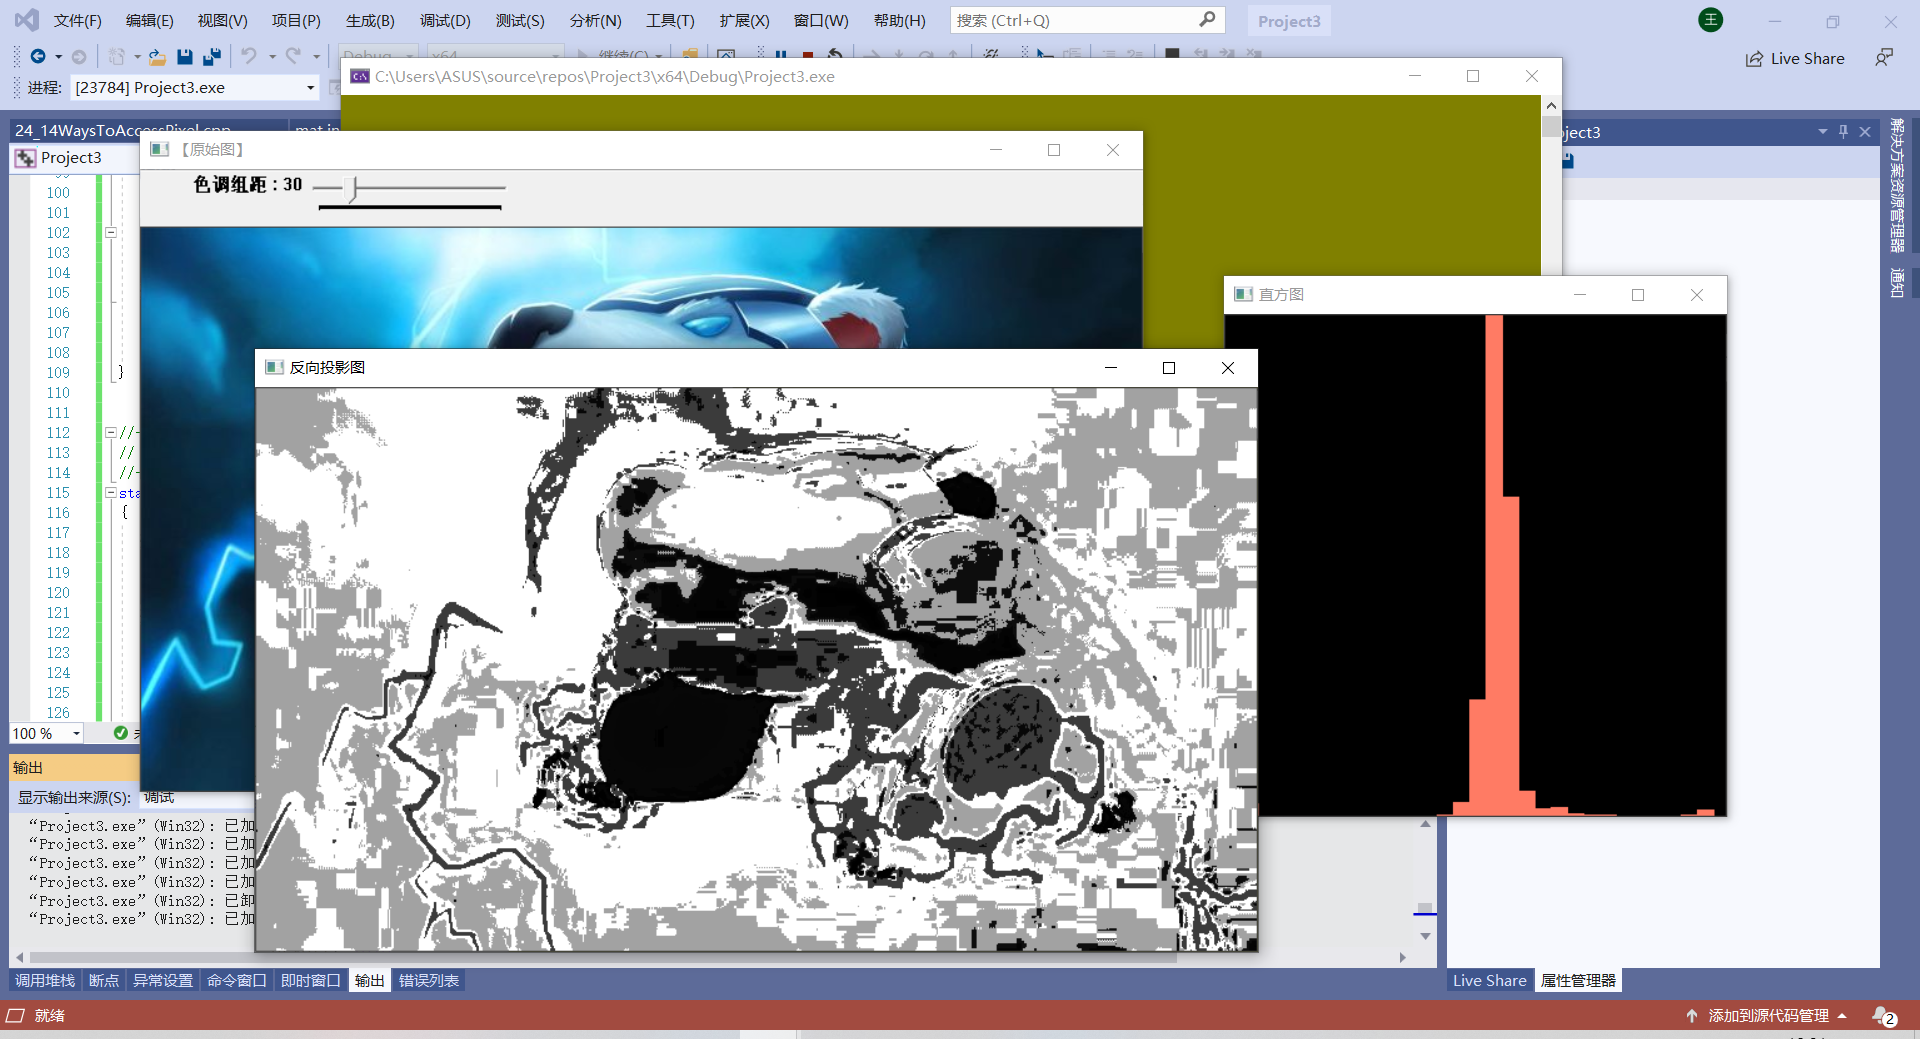 文件(F) 编辑(E) 视图(V) 项目(P) 生成(B) 调试(D) 测试(S) 分析(N) 工具(T) 扩展(X) 窗口(W) 帮助(H) 搜索 (Ctrl+Q) Project3 王
Debug x64 继续(C) Live Share
进程: [23784] Project3.exe
C:\Users\ASUS\source\repos\Project3\x64\Debug\Project3.exe
24_14WaysToAccessPixel.cpp
Project3
【原始图】
色调组距 : 30
直方图
反向投影图
100
101
102
103
104
105
106
107
108
109 }
110
111
112 //-
113 //
114 //-
115 sta
116 {
117
118
119
120
121
122
123
124
125
126
100 %
输出
显示输出来源(S): 调试
“Project3.exe” (Win32): 已加
“Project3.exe” (Win32): 已加
“Project3.exe” (Win32): 已加
“Project3.exe” (Win32): 已加
“Project3.exe” (Win32): 已卸
“Project3.exe” (Win32): 已加
调用堆栈 断点 异常设置 命令窗口 即时窗口 输出 错误列表
ject3
解决方案资源管理器
通知
Live Share 属性管理器
就绪 添加到源代码管理 2